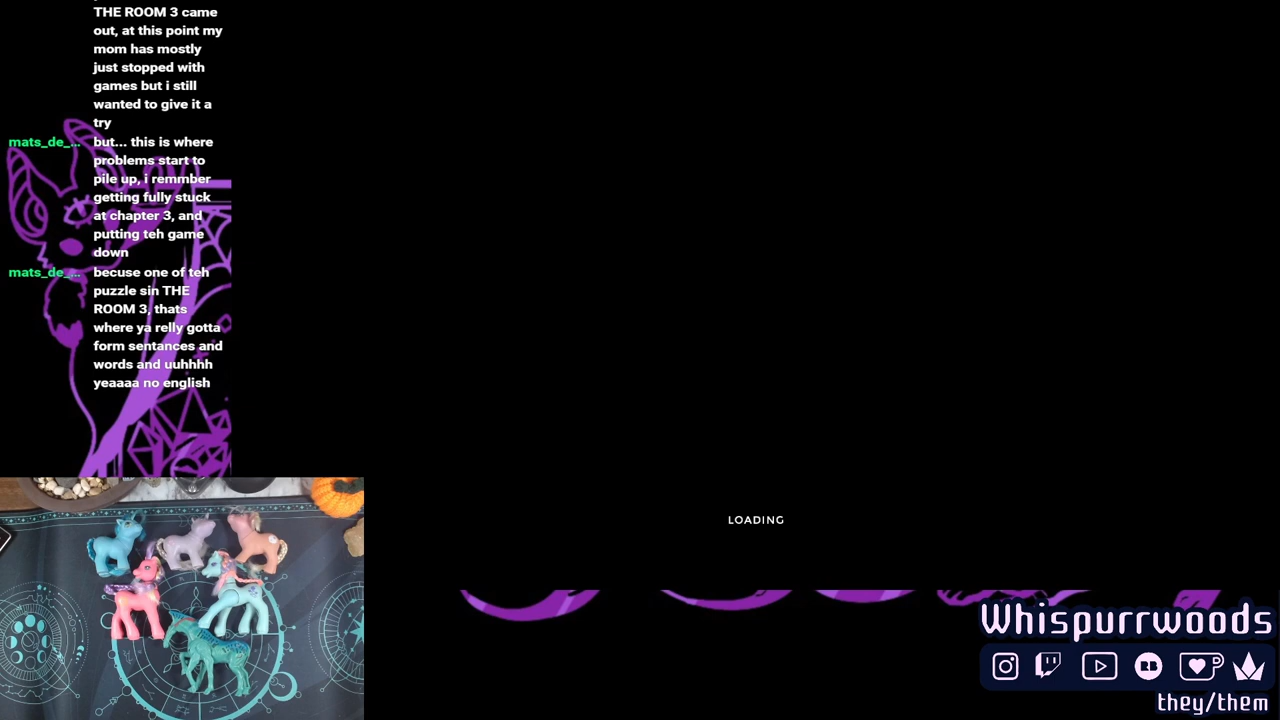 THE ROOM 3 came
out, at this point my
mom has mostly
just stopped with
games but i still
wanted to give it a
try
mats_de_... but... this is where
problems start to
pile up, i remmber
getting fully stuck
at chapter 3, and
putting teh game
down
mats_de_... becuse one of teh
puzzle sin THE
ROOM 3, thats
where ya relly gotta
form sentances and
words and uuhhhh
yeaaaa no english
LOADING
Whispurrwoods
they/them